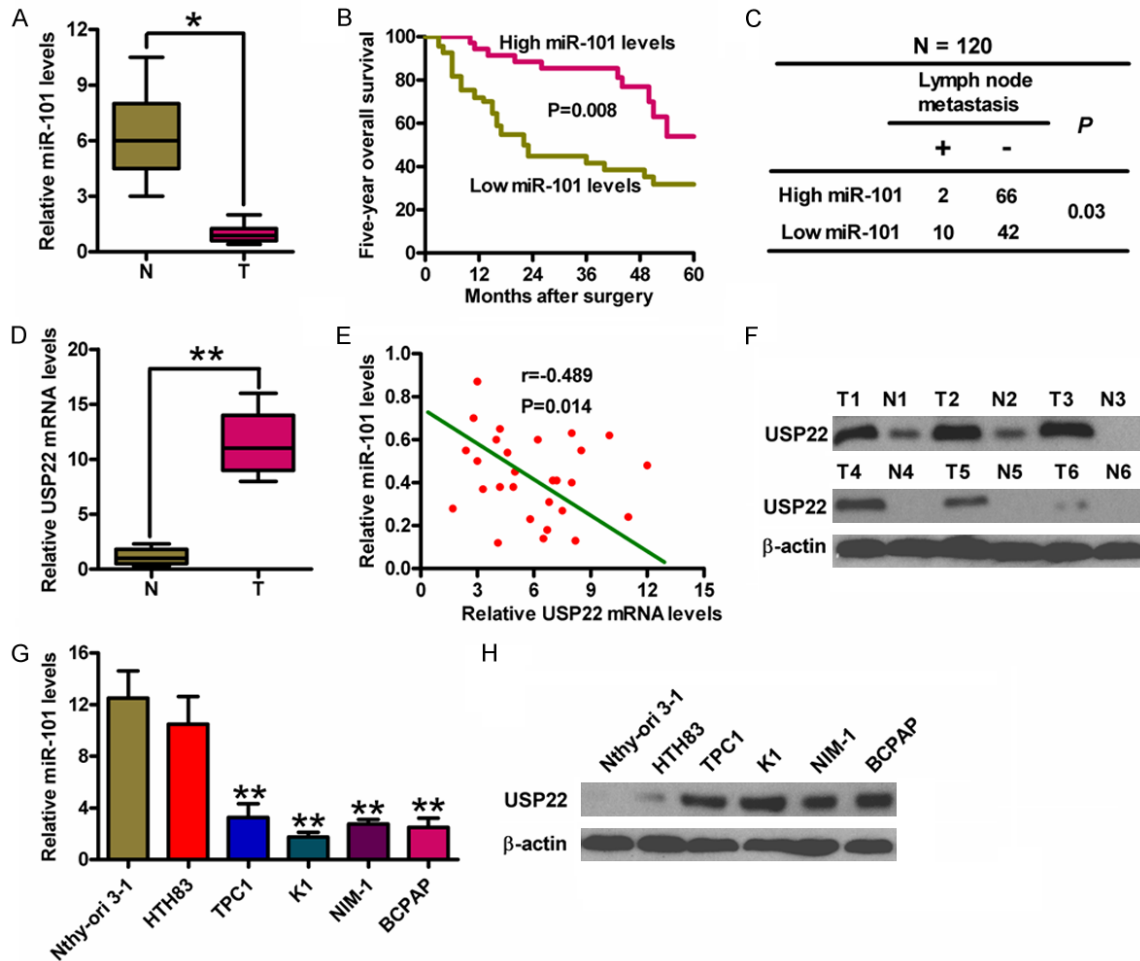 A
Relative miR-101 levels
12
9
6
3
0
*
N T
B
Five-year overall survival
100
80
60
40
20
0
High miR-101 levels
P=0.008
Low miR-101 levels
0 12 24 36 48 60
Months after surgery
C
N = 120
Lymph node
metastasis
P
+ -
High miR-101 2 66
0.03
Low miR-101 10 42
D
Relative USP22 mRNA levels
20
15
10
5
0
**
N T
E
Relative miR-101 levels
1.0
0.8
0.6
0.4
0.2
0.0
r=-0.489
P=0.014
0 3 6 9 12 15
Relative USP22 mRNA levels
F
T1 N1 T2 N2 T3 N3
USP22
T4 N4 T5 N5 T6 N6
USP22
β-actin
G
Relative miR-101 levels
16
12
8
4
0
** ** ** **
Nthy-ori 3-1
HTH83
TPC1
K1
NIM-1
BCPAP
H
Nthy-ori 3-1
HTH83
TPC1
K1
NIM-1
BCPAP
USP22
β-actin